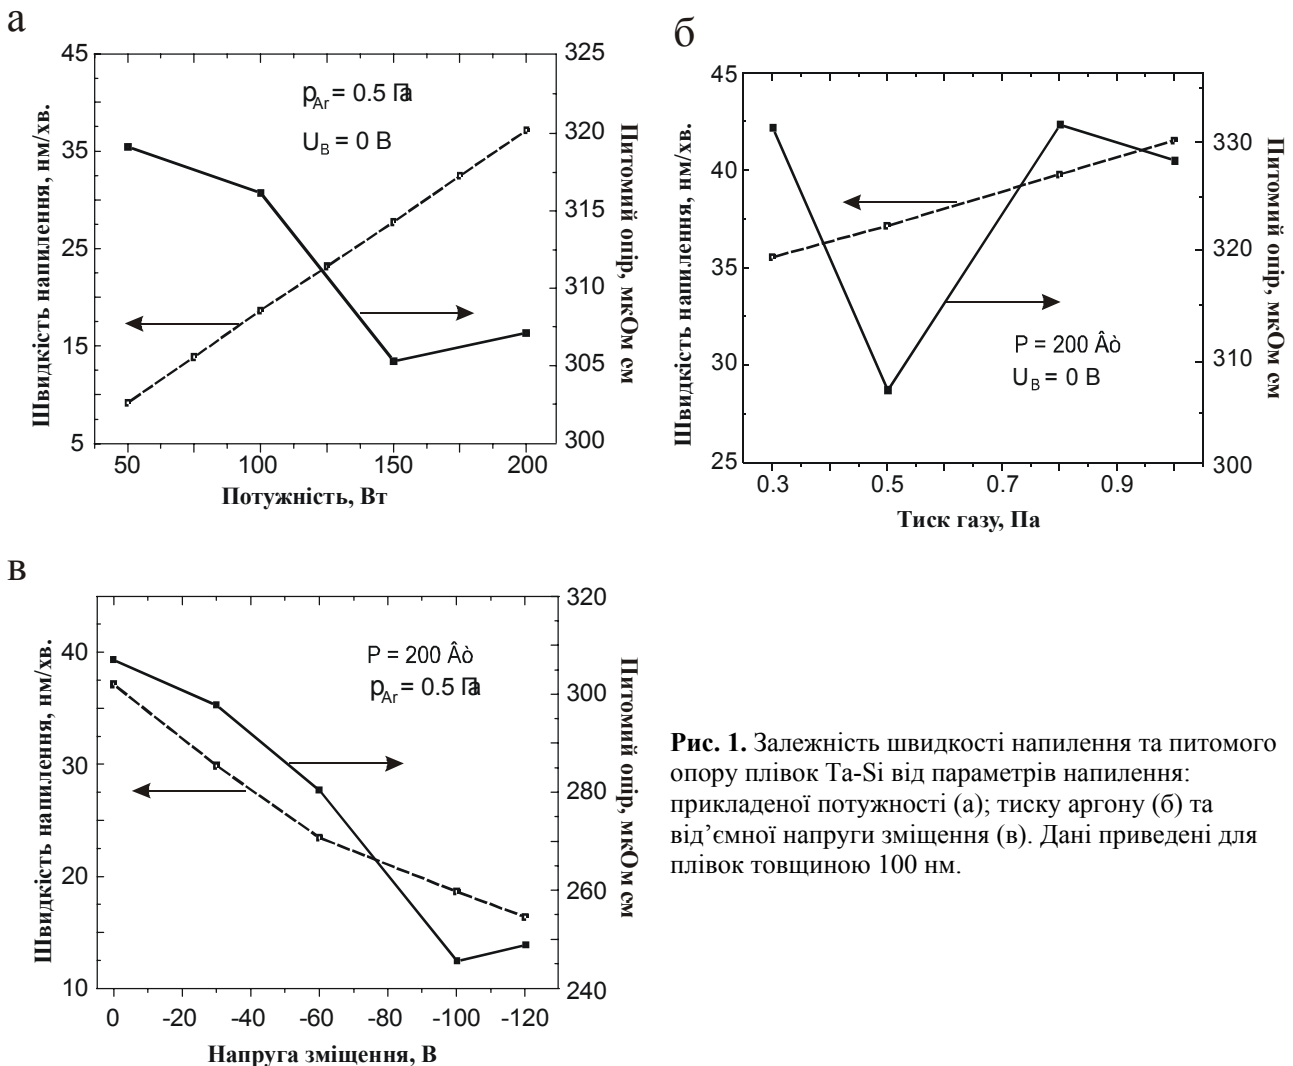 а
45
35
25
15
5
325
320
315
310
305
300
p_Ar = 0.5 Па
U_B = 0 В
50
100
150
200
Швидкість напилення, нм/хв.
Питомий опір, мкОм см
Потужність, Вт
б
45
40
35
30
25
330
320
310
300
P = 200 Âò
U_B = 0 В
0.3
0.5
0.7
0.9
Швидкість напилення, нм/хв.
Питомий опір, мкОм см
Тиск газу, Па
в
40
30
20
10
320
300
280
260
240
P = 200 Âò
p_Ar = 0.5 Па
0
-20
-40
-60
-80
-100
-120
Швидкість напилення, нм/хв.
Питомий опір, мкОм см
Напруга зміщення, В
Рис. 1. Залежність швидкості напилення та питомого
опору плівок Ta-Si від параметрів напилення:
прикладеної потужності (а); тиску аргону (б) та
від’ємної напруги зміщення (в). Дані приведені для
плівок товщиною 100 нм.